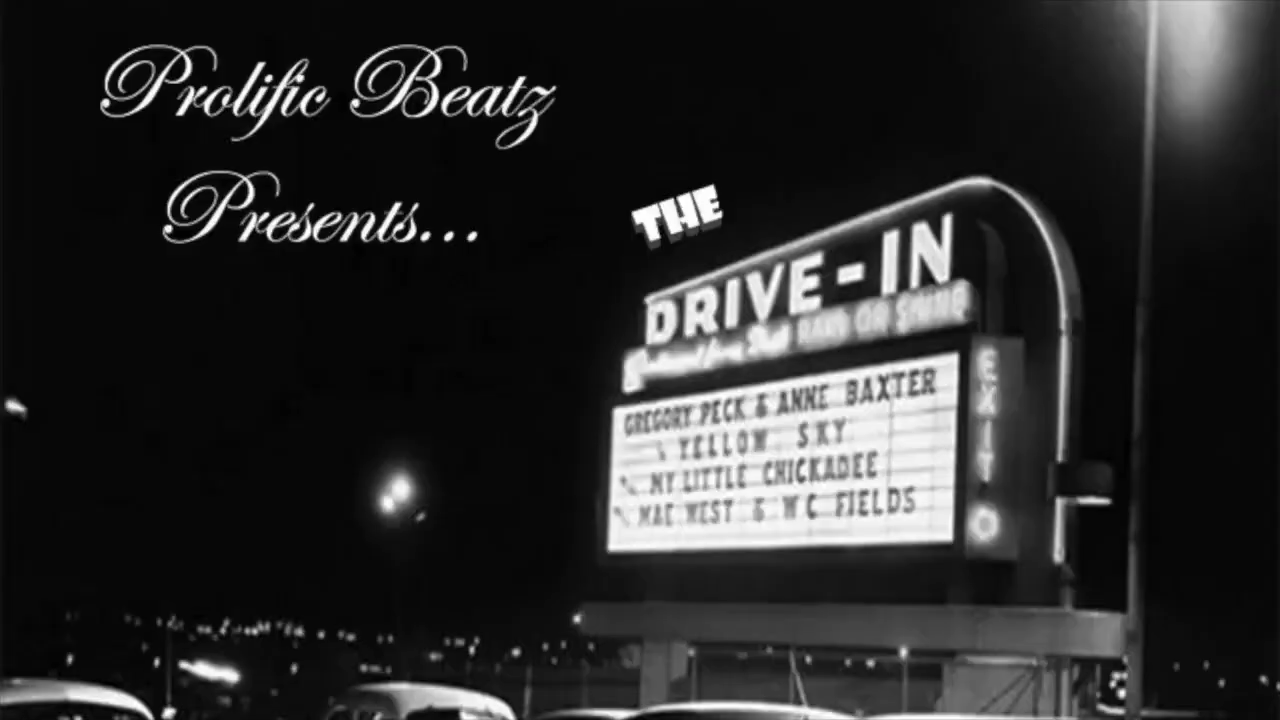 Prolific Beatz
Presents...
THE
DRIVE-IN
GREGORY PECK & ANNE BAXTER
YELLOW SKY
MY LITTLE CHICKADEE
MAE WEST & W C FIELDS
EXIT